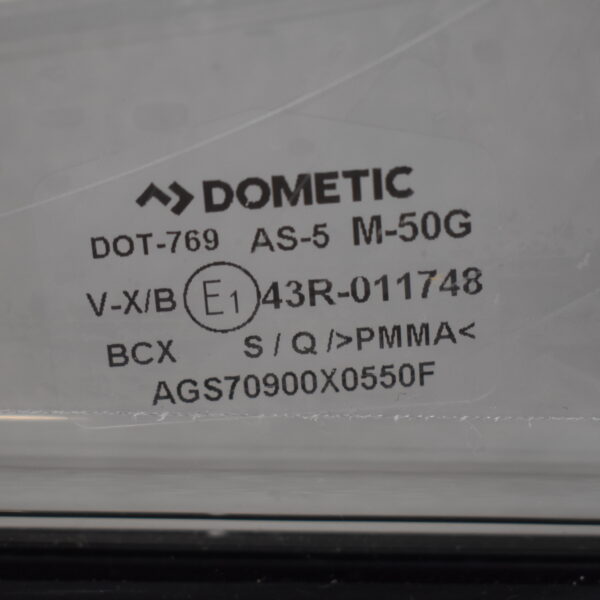 DOMETIC
DOT-769 AS-5 M-50G
V-X/B E1 43R-011748
BCX S / Q />PMMA<
AGS70900X0550F